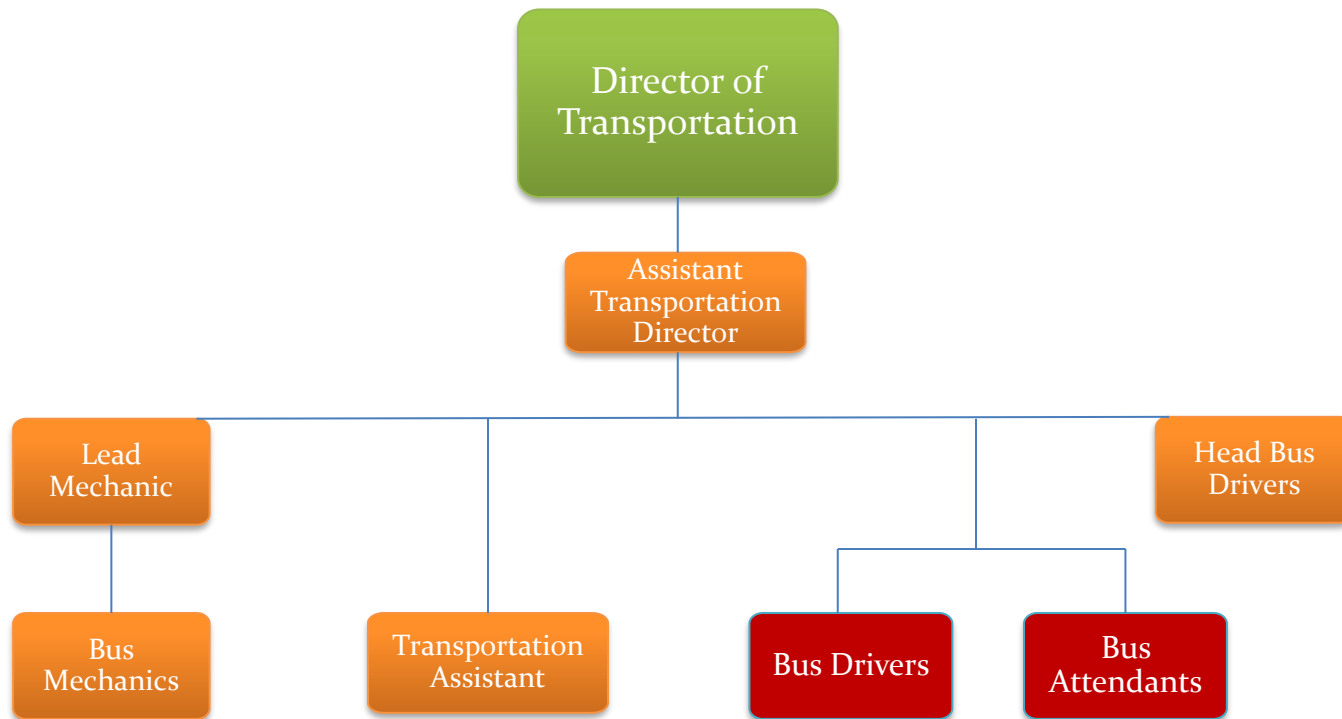 Director of
Transportation
Assistant
Transportation
Director
Lead
Mechanic
Head Bus
Drivers
Bus
Mechanics
Transportation
Assistant
Bus Drivers
Bus
Attendants